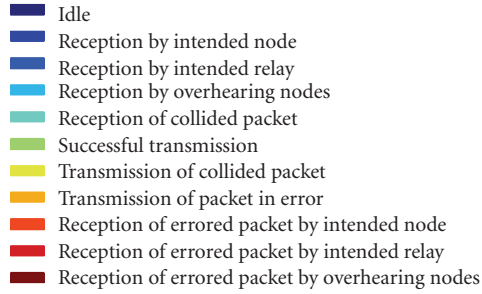 Idle
Reception by intended node
Reception by intended relay
Reception by overhearing nodes
Reception of collided packet
Successful transmission
Transmission of collided packet
Transmission of packet in error
Reception of errored packet by intended node
Reception of errored packet by intended relay
Reception of errored packet by overhearing nodes